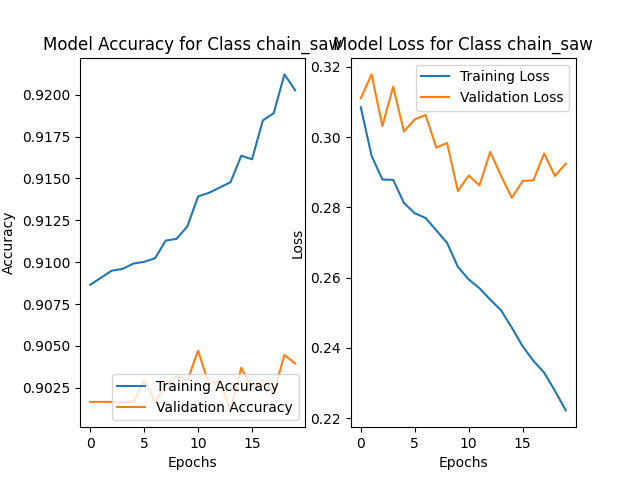 Model Accuracy for Class chain_saw
Model Loss for Class chain_saw
Accuracy
0.9200
0.9175
0.9150
0.9125
0.9100
0.9075
0.9050
0.9025
Training Accuracy
Validation Accuracy
0 5 10 15
Epochs
Loss
0.32
0.30
0.28
0.26
0.24
0.22
Training Loss
Validation Loss
0 5 10 15
Epochs